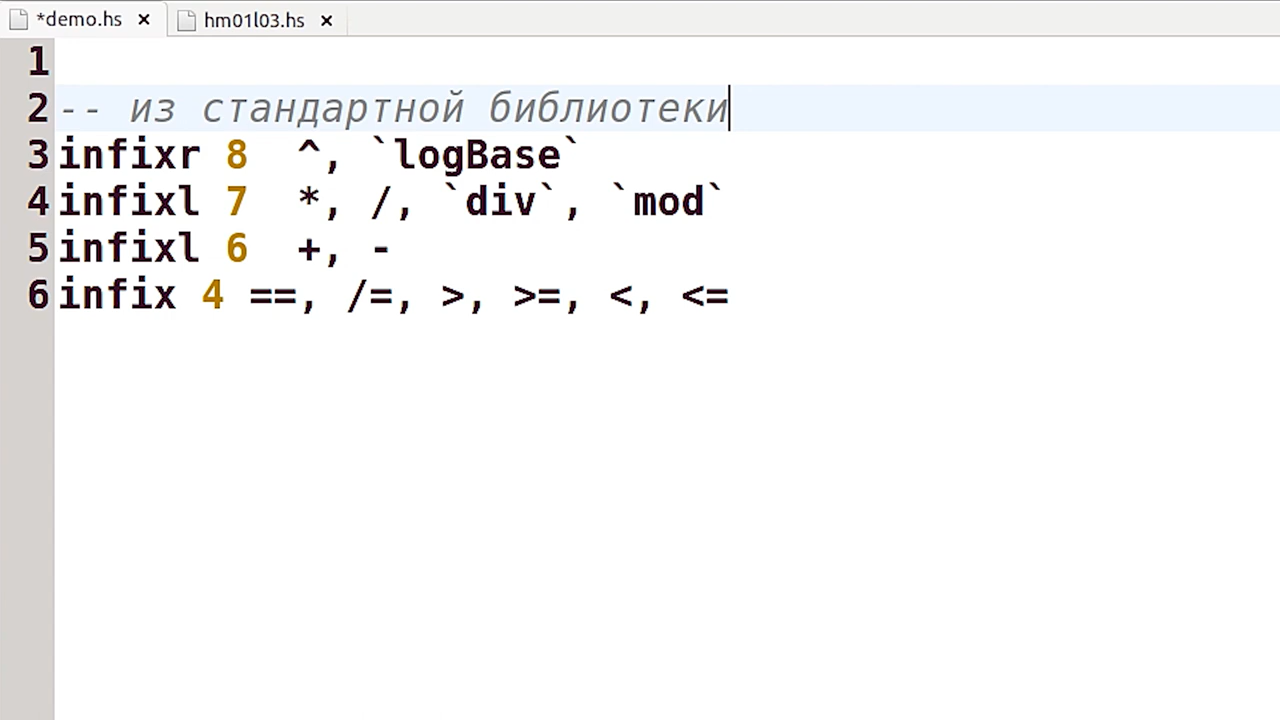 *demo.hs × hm01l03.hs ×
1
2 -- из стандартной библиотеки
3 infixr 8  ^, `logBase`
4 infixl 7  *, /, `div`, `mod`
5 infixl 6  +, -
6 infix 4 ==, /=, >, >=, <, <=